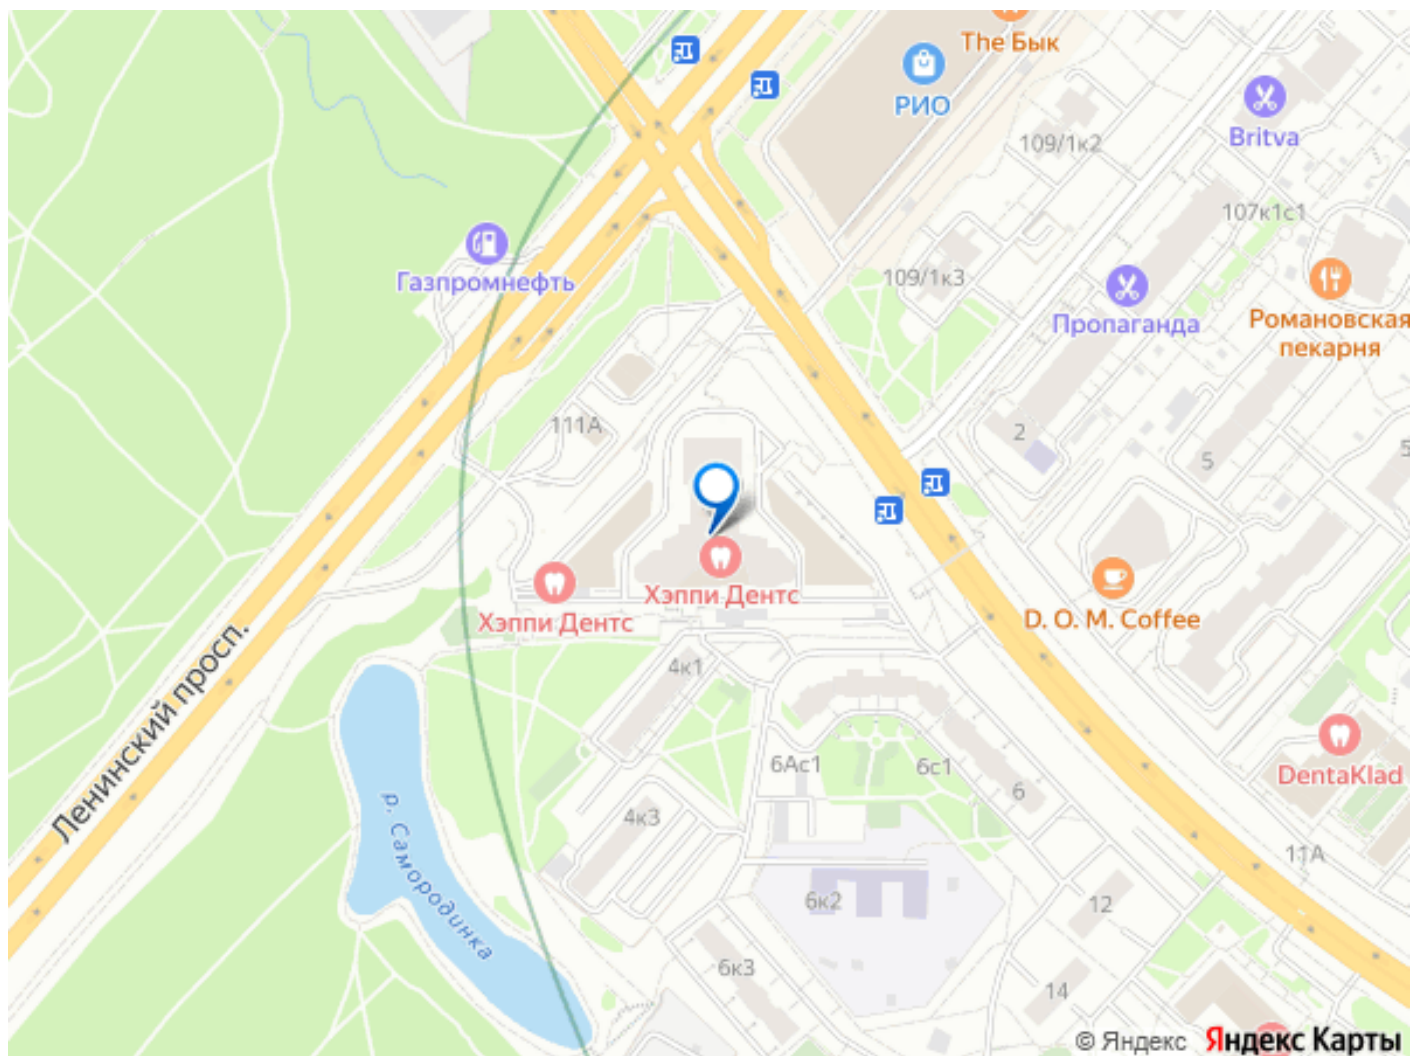 The Бык
РИО
Britva
109/1к2
107к1с1
Газпромнефть
109/1к3
Пропаганда
Романовская
пекарня
111А
2
5
5
Хэппи Дентс
Хэппи Дентс
D. O. M. Coffee
Ленинский просп.
4к1
6Ас1
6с1
6
DentaKlad
4к3
р. Самородинка
11А
6к2
12
6к3
14
© Яндекс Яндекс Карты